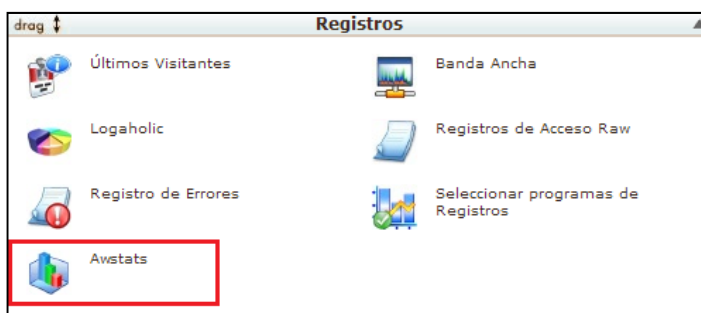 drag
Registros
Últimos Visitantes
Banda Ancha
Logaholic
Registros de Acceso Raw
Registro de Errores
Seleccionar programas de
Registros
Awstats